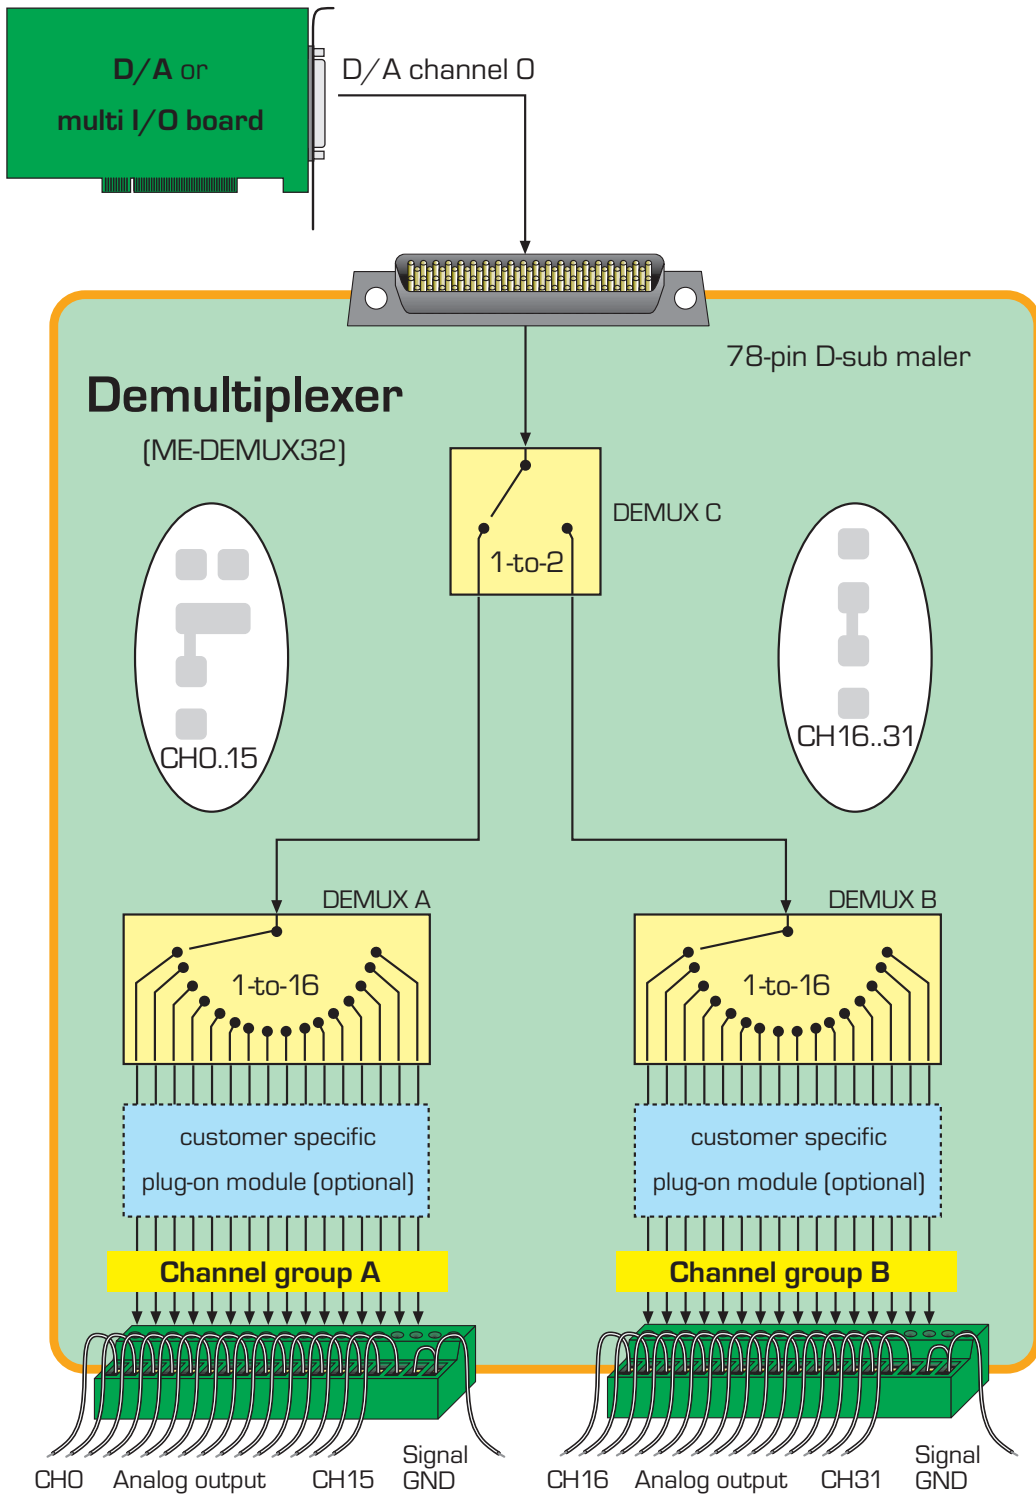 D/A or
multi I/O board
D/A channel 0
78-pin D-sub maler
Demultiplexer
(ME-DEMUX32)
DEMUX C
1-to-2
CH0..15
CH16..31
DEMUX A
1-to-16
DEMUX B
1-to-16
customer specific
plug-on module (optional)
customer specific
plug-on module (optional)
Channel group A
Channel group B
CH0
Analog output
CH15
Signal
GND
CH16
Analog output
CH31
Signal
GND